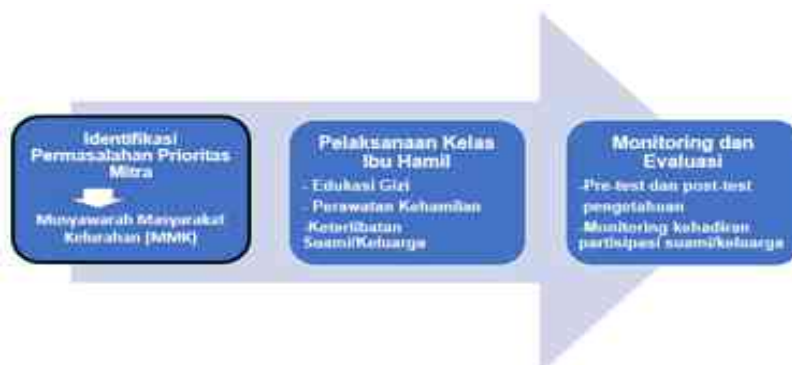 Identifikasi
Permasalahan Prioritas
Mitra
Musyawarah Masyarakat
Kelurahan (MMK)
Pelaksanaan Kelas
Ibu Hamil
- Edukasi Gizi
- Perawatan Kehamilan
-Keterlibatan
Suami/Keluarga
Monitoring dan
Evaluasi
-Pre-test dan post-test
pengetahuan
-Monitoring kehadiran
partisipasi suami/keluarga